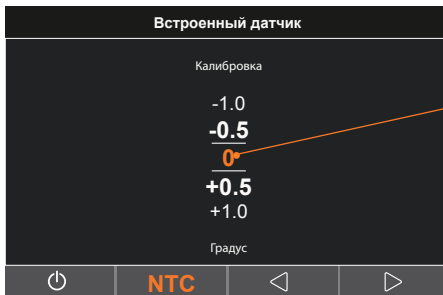 Встроенный датчик
Калибровка
-1.0
-0.5
0
+0.5
+1.0
Градус
NTC